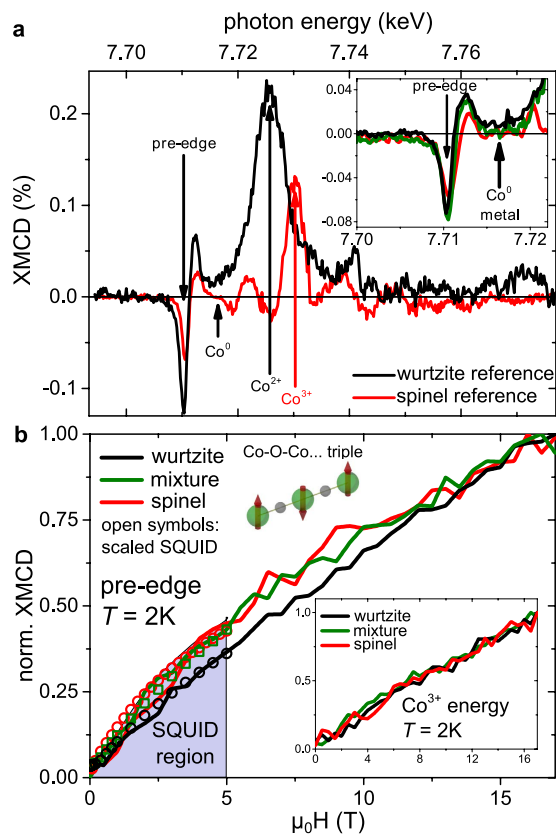 photon energy (keV)
a
7.70 7.72 7.74 7.76
XMCD (%)
0.2
0.1
0.0
-0.1
pre-edge
Co0
Co2+
Co3+
wurtzite reference
spinel reference
0.04
0.00
-0.04
-0.08
pre-edge
Co0
metal
7.70 7.71 7.72
b
norm. XMCD
1.00
0.75
0.50
0.25
0.00
wurtzite
mixture
spinel
open symbols:
scaled SQUID
Co-O-Co... triple
pre-edge
T = 2K
SQUID
region
1.0
0.5
0.0
wurtzite
mixture
spinel
Co3+ energy
T = 2K
0 4 8 12 16
0 5 10 15
μ0H (T)